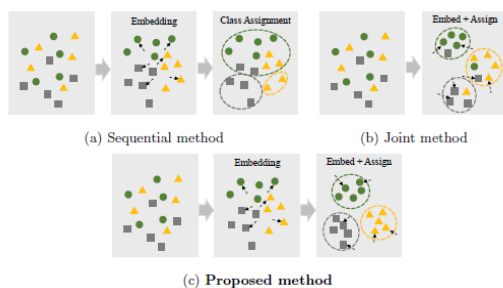 Embedding Class Assignment Embed + Assign
(a) Sequential method (b) Joint method
Embedding Embed + Assign
(c) Proposed method